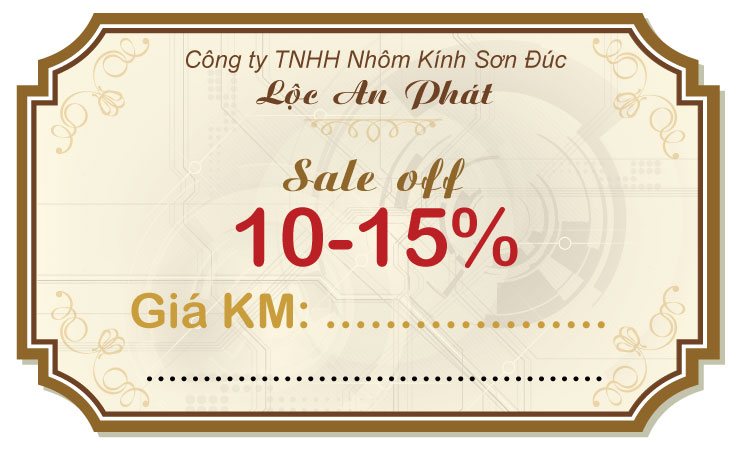 Công ty TNHH Nhôm Kính Sơn Đúc
Lộc An Phát
Sale off
10-15%
Giá KM: ...................
..............................................